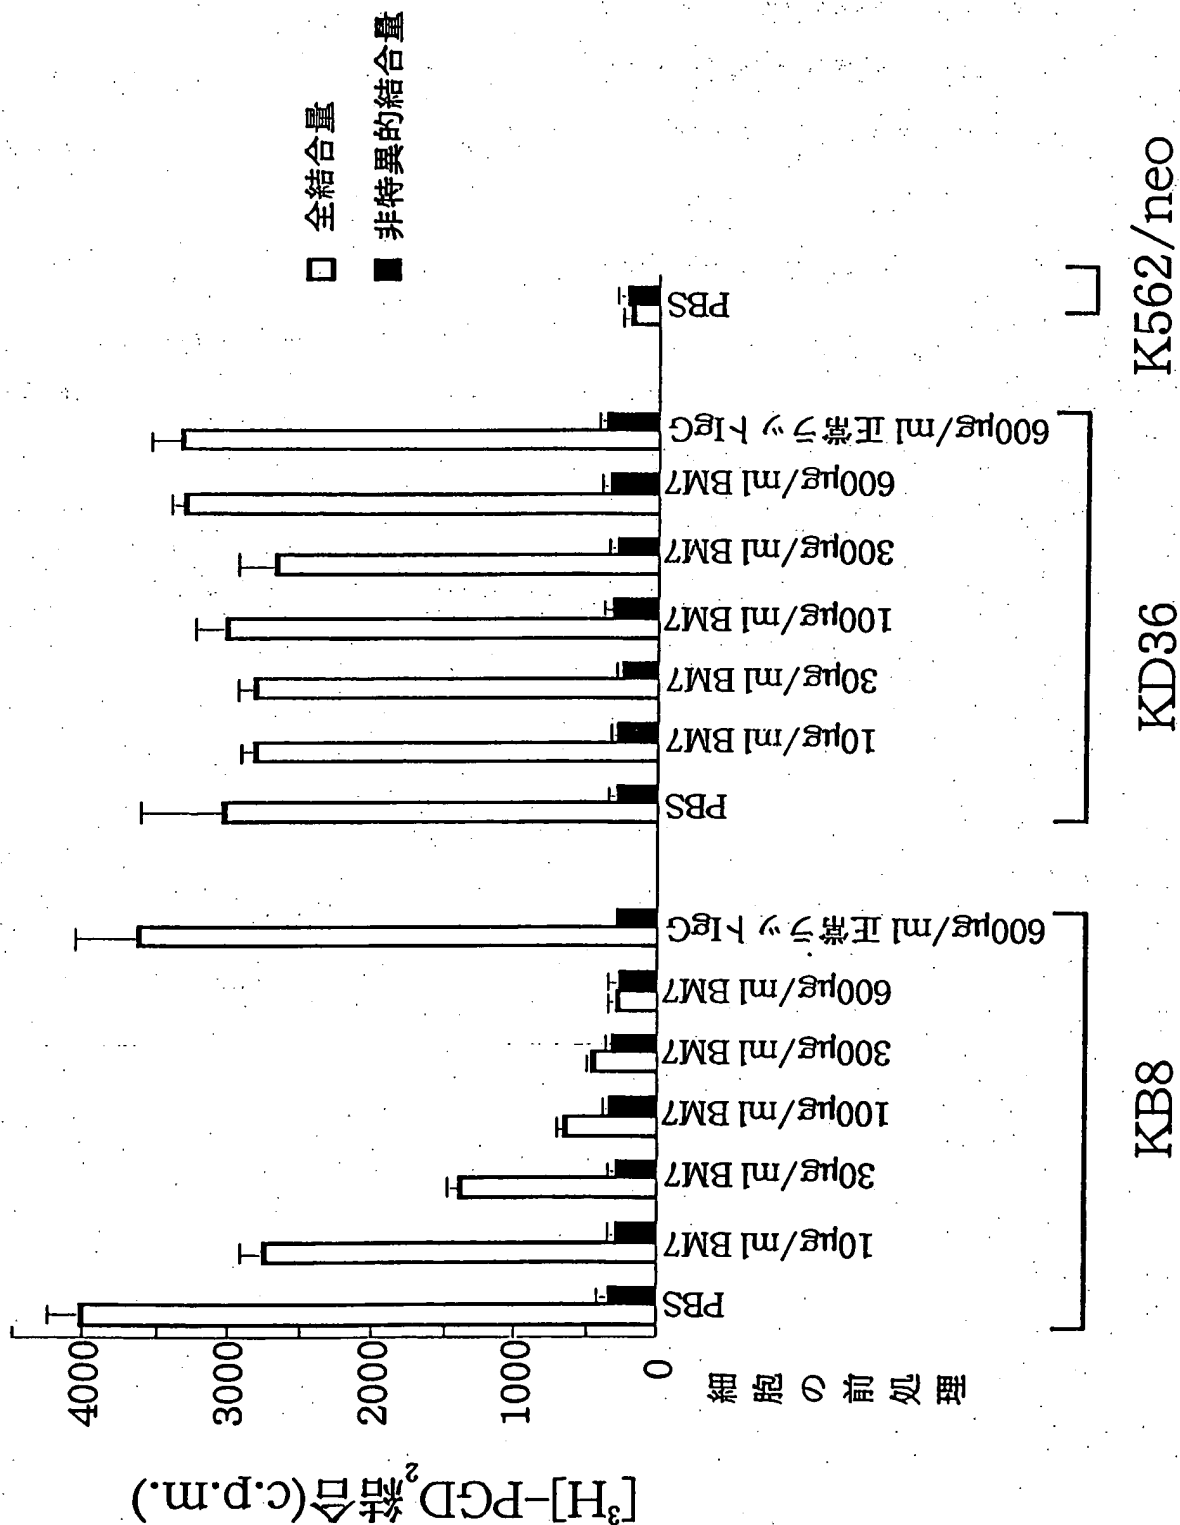 [³H]-PGD₂結合(c.p.m.)
4000
3000
2000
1000
0
細胞の前処理
PBS
10μg/ml BM7
30μg/ml BM7
100μg/ml BM7
300μg/ml BM7
600μg/ml BM7
600μg/ml 正常ラットIgG
PBS
10μg/ml BM7
30μg/ml BM7
100μg/ml BM7
300μg/ml BM7
600μg/ml BM7
600μg/ml 正常ラットIgG
PBS
KB8
KD36
K562/neo
全結合量
非特異的結合量